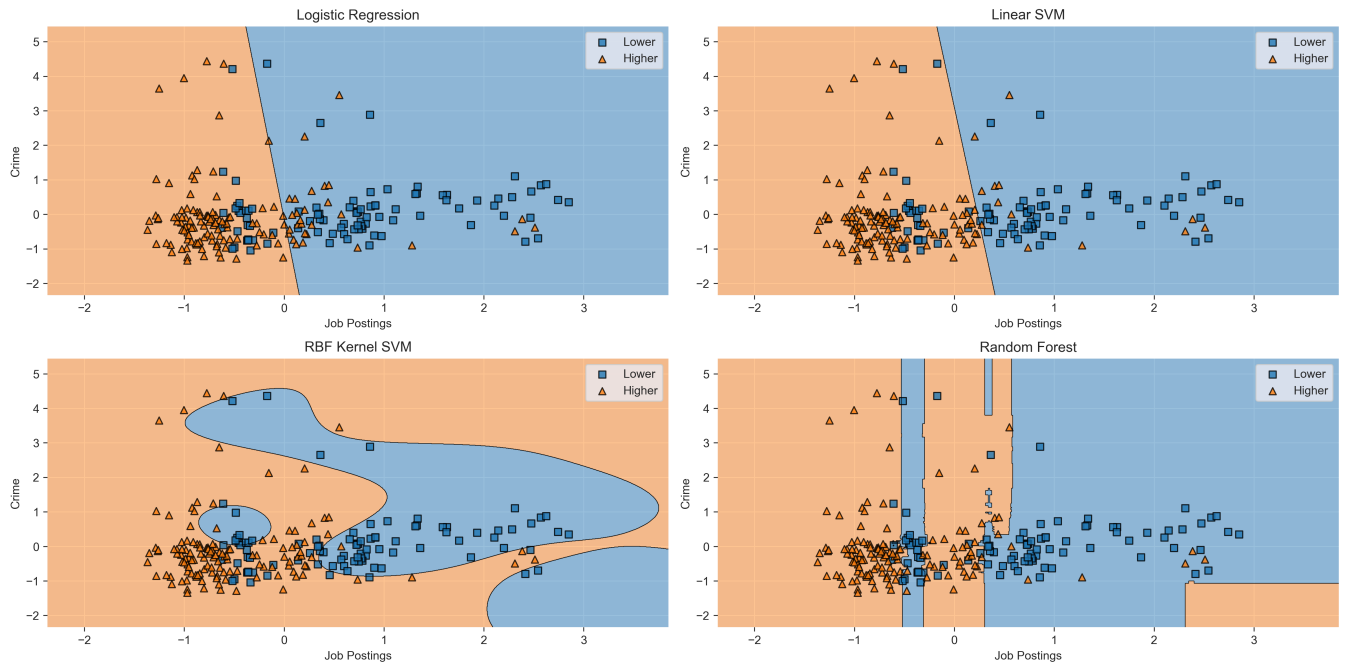 Logistic Regression
5
4
3
2
1
0
−1
−2
Crime
Lower
Higher
−2 −1 0 1 2 3
Job Postings
Linear SVM
5
4
3
2
1
0
−1
−2
Crime
Lower
Higher
−2 −1 0 1 2 3
Job Postings
RBF Kernel SVM
5
4
3
2
1
0
−1
−2
Crime
Lower
Higher
−2 −1 0 1 2 3
Job Postings
Random Forest
5
4
3
2
1
0
−1
−2
Crime
Lower
Higher
−2 −1 0 1 2 3
Job Postings